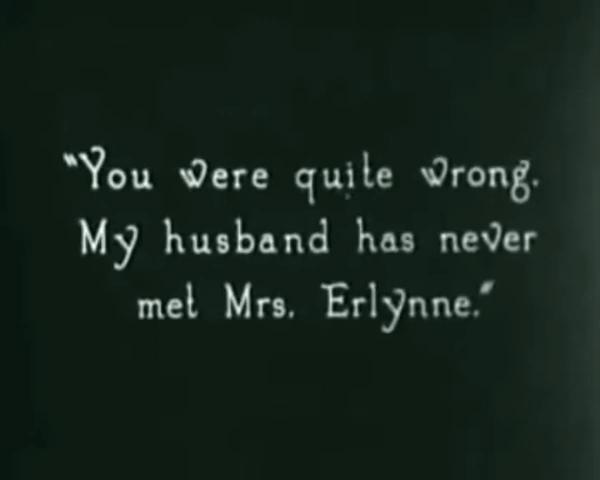 "You were quite wrong.
My husband has never
met Mrs. Erlynne."